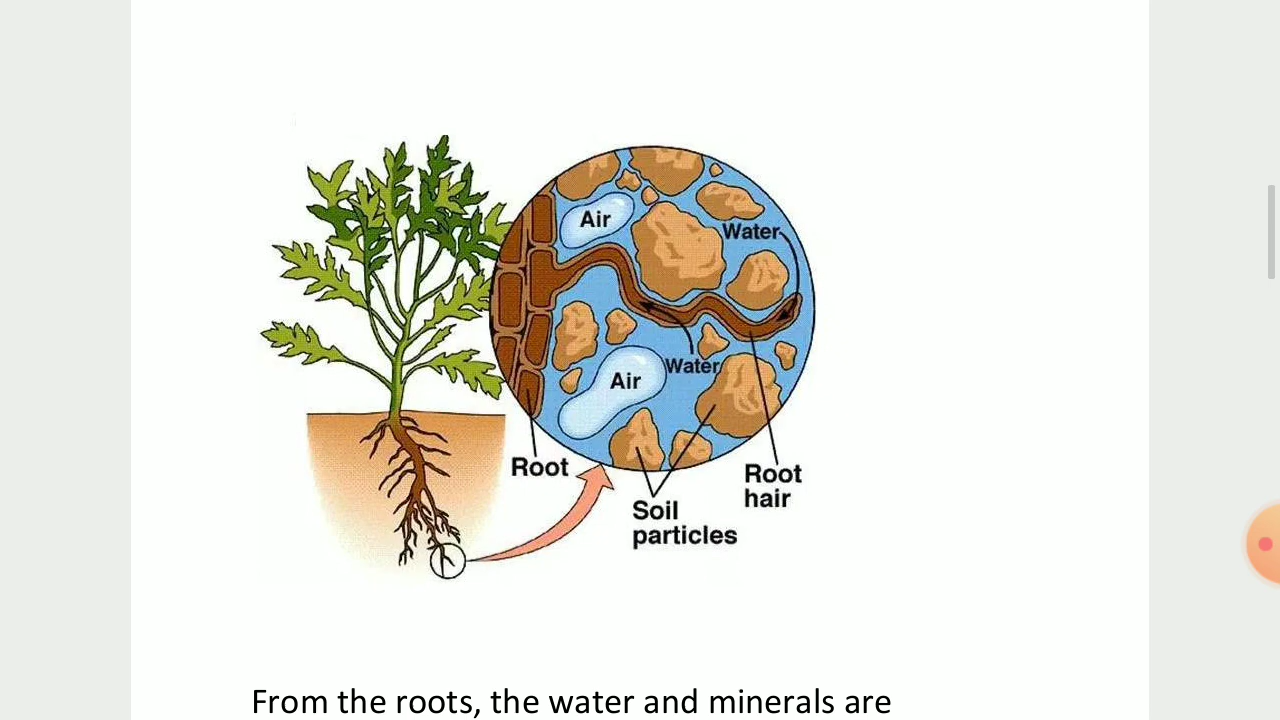 Air
Water
Water
Air
Root
Root
hair
Soil
particles
From the roots, the water and minerals are